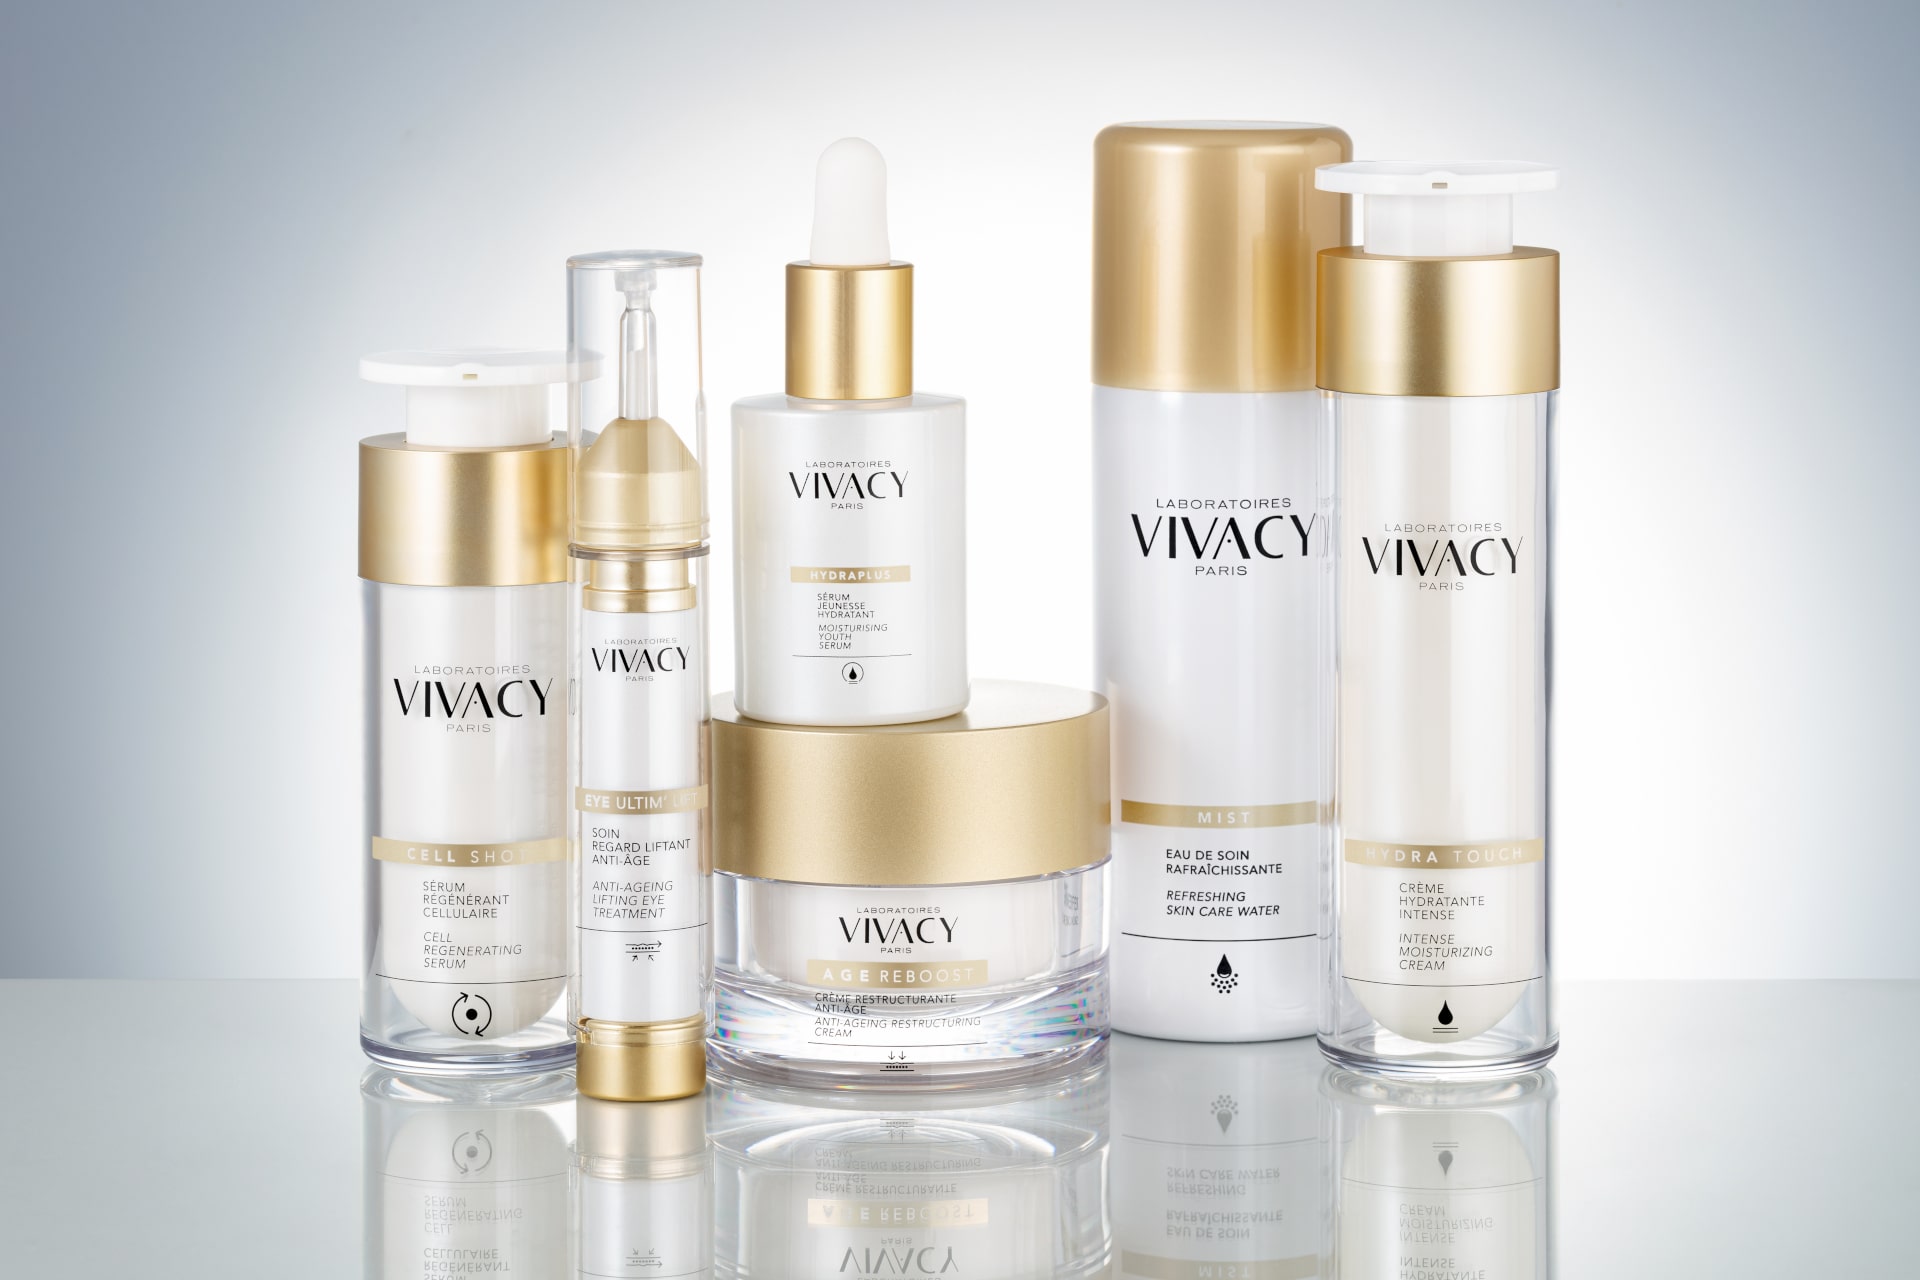 LABORATOIRES
VIVACY
PARIS
CELL SHOT
SÉRUM
RÉGÉNÉRANT
CELLULAIRE
CELL
REGENERATING
SERUM
LABORATOIRES
VIVACY
PARIS
EYE ULTIM' LIFT
SOIN
REGARD LIFTANT
ANTI-ÂGE
ANTI-AGEING
LIFTING EYE
TREATMENT
LABORATOIRES
VIVACY
PARIS
HYDRAPLUS
SÉRUM
JEUNESSE
HYDRATANT
MOISTURISING
YOUTH
SERUM
LABORATOIRES
VIVACY
PARIS
AGE REBOOST
CRÈME RESTRUCTURANTE
ANTI-ÂGE
ANTI-AGEING RESTRUCTURING
CREAM
LABORATOIRES
VIVACY
PARIS
MIST
EAU DE SOIN
RAFRAÎCHISSANTE
REFRESHING
SKIN CARE WATER
LABORATOIRES
VIVACY
PARIS
HYDRA TOUCH
CRÈME
HYDRATANTE
INTENSE
INTENSE
MOISTURIZING
CREAM